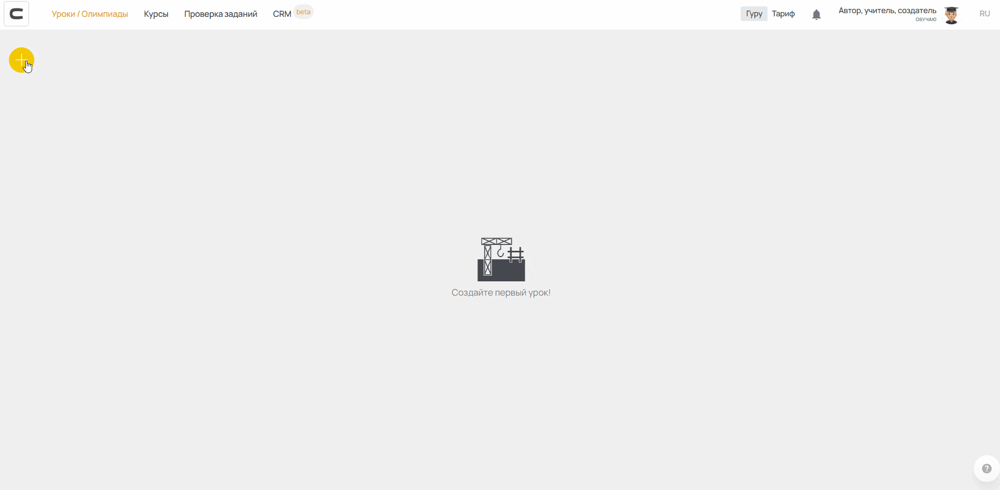 Уроки / Олимпиады Курсы Проверка заданий CRM beta Гуру Тариф Автор, учитель, создатель RU
ОБУЧАЮ
Создайте первый урок!
?